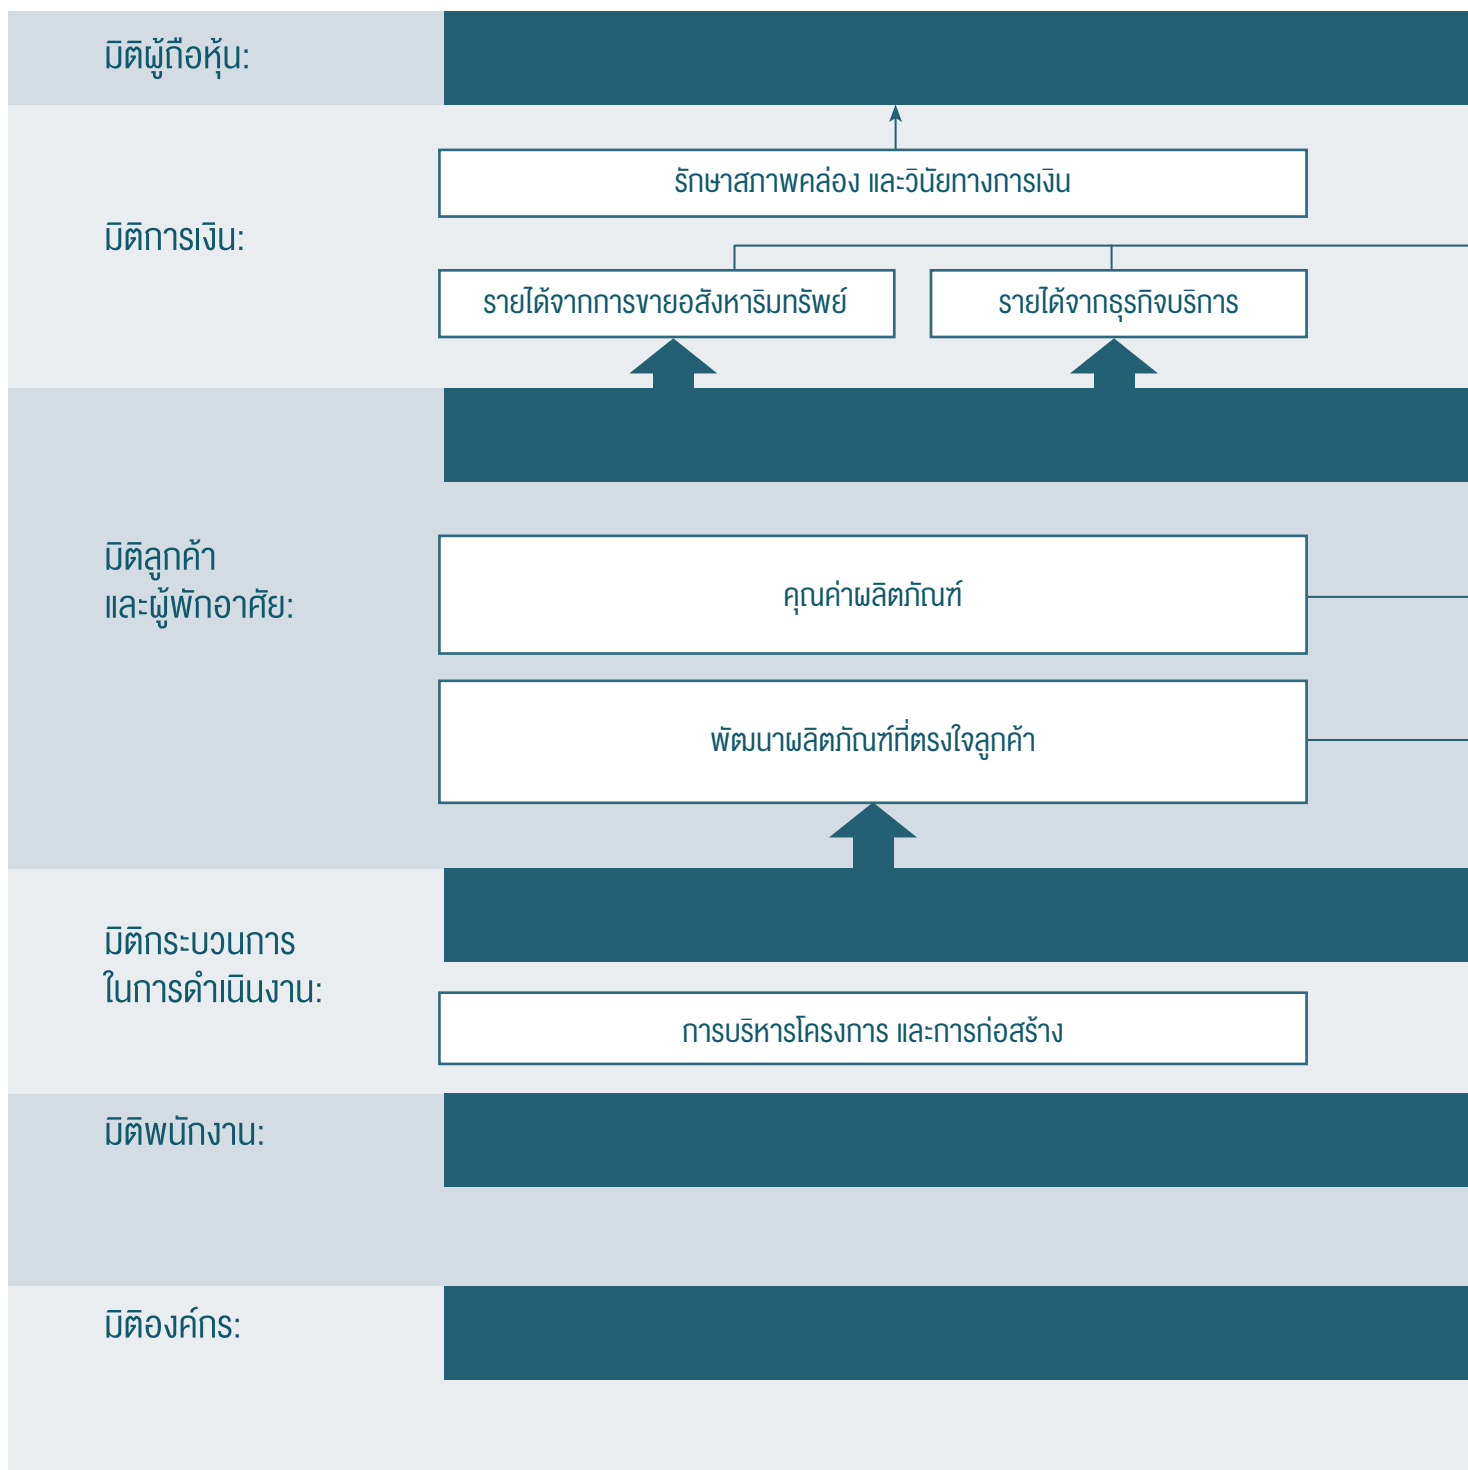 มิติผู้ถือหุ้น:
รักษาสภาพคล่อง และวินัยทางการเงิน
มิติการเงิน:
รายได้จากการขายอสังหาริมทรัพย์
รายได้จากธุรกิจบริการ
มิติลูกค้า
และผู้พักอาศัย:
คุณค่าผลิตภัณฑ์
พัฒนาผลิตภัณฑ์ที่ตรงใจลูกค้า
มิติกระบวนการ
ในการดำเนินงาน:
การบริหารโครงการ และการก่อสร้าง
มิติพนักงาน:
มิติองค์กร: